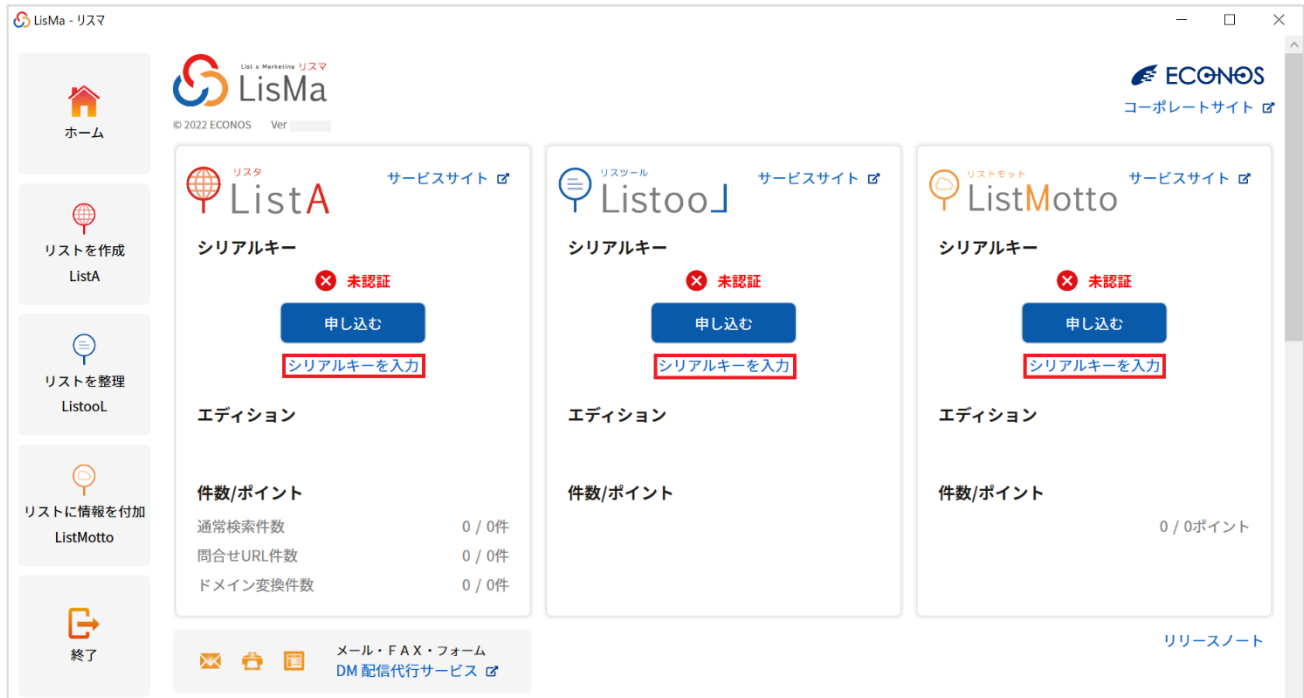 LisMa - リスマ
ホーム
リストを作成
ListA
リストを整理
ListooL
リストに情報を付加
ListMotto
終了
List & Marketing リスマ
LisMa
© 2022 ECONOS Ver
ECONOS
コーポレートサイト
リスタ
ListA
サービスサイト
シリアルキー
未認証
申し込む
シリアルキーを入力
エディション
件数/ポイント
通常検索件数 0 / 0件
問合せURL件数 0 / 0件
ドメイン変換件数 0 / 0件
リスツール
ListooL
サービスサイト
シリアルキー
未認証
申し込む
シリアルキーを入力
エディション
件数/ポイント
リストモット
ListMotto
サービスサイト
シリアルキー
未認証
申し込む
シリアルキーを入力
エディション
件数/ポイント
0 / 0ポイント
メール・ＦＡＸ・フォーム
DM 配信代行サービス
リリースノート